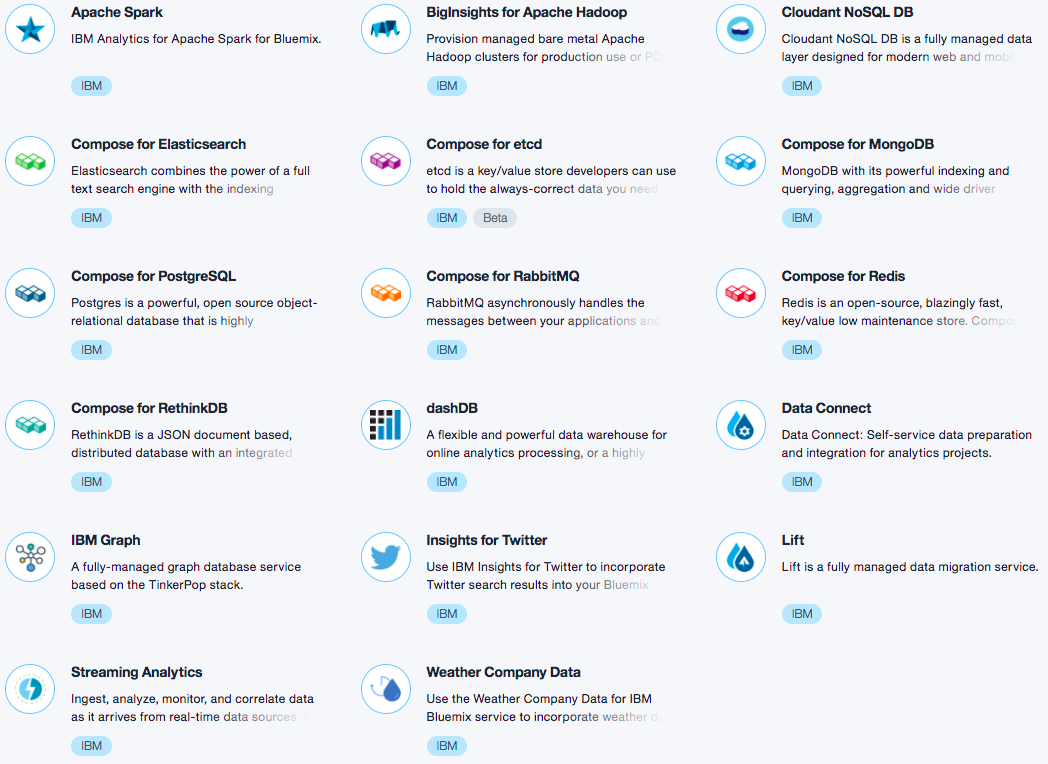 Apache Spark
IBM Analytics for Apache Spark for Bluemix.
IBM
BigInsights for Apache Hadoop
Provision managed bare metal Apache
Hadoop clusters for production use or PO
IBM
Cloudant NoSQL DB
Cloudant NoSQL DB is a fully managed data
layer designed for modern web and mobile
IBM
Compose for Elasticsearch
Elasticsearch combines the power of a full
text search engine with the indexing
IBM
Compose for etcd
etcd is a key/value store developers can use
to hold the always-correct data you need
IBM
Beta
Compose for MongoDB
MongoDB with its powerful indexing and
querying, aggregation and wide driver
IBM
Compose for PostgreSQL
Postgres is a powerful, open source object-
relational database that is highly
IBM
Compose for RabbitMQ
RabbitMQ asynchronously handles the
messages between your applications and
IBM
Compose for Redis
Redis is an open-source, blazingly fast,
key/value low maintenance store. Compos
IBM
Compose for RethinkDB
RethinkDB is a JSON document based,
distributed database with an integrated
IBM
dashDB
A flexible and powerful data warehouse for
online analytics processing, or a highly
IBM
Data Connect
Data Connect: Self-service data preparation
and integration for analytics projects.
IBM
IBM Graph
A fully-managed graph database service
based on the TinkerPop stack.
IBM
Insights for Twitter
Use IBM Insights for Twitter to incorporate
Twitter search results into your Bluemix
IBM
Lift
Lift is a fully managed data migration service.
IBM
Streaming Analytics
Ingest, analyze, monitor, and correlate data
as it arrives from real-time data sources.
IBM
Weather Company Data
Use the Weather Company Data for IBM
Bluemix service to incorporate weather
IBM